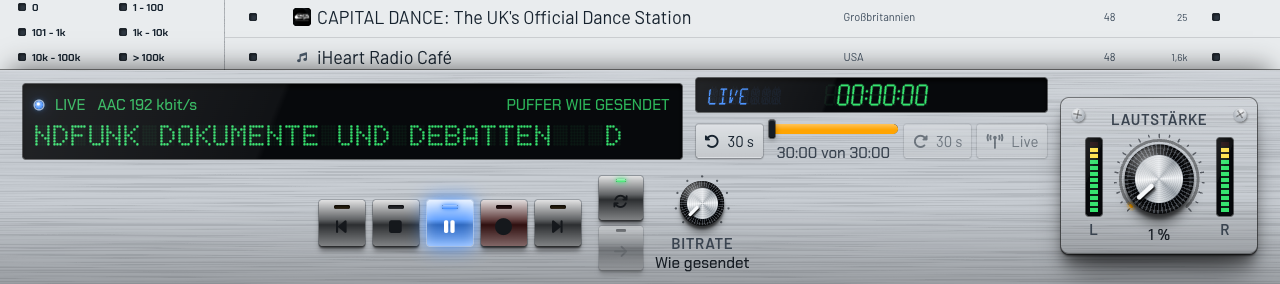 0
1 - 100
101 - 1k
1k - 10k
10k - 100k
> 100k
CAPITAL DANCE: The UK's Official Dance Station
Großbritannien
48
25
iHeart Radio Café
USA
48
1,6k
LIVE AAC 192 kbit/s
PUFFER WIE GESENDET
NDFUNK DOKUMENTE UND DEBATTEN D
LIVE
00:00:00
30 s
30:00 von 30:00
30 s
Live
LAUTSTÄRKE
L
R
1 %
BITRATE
Wie gesendet